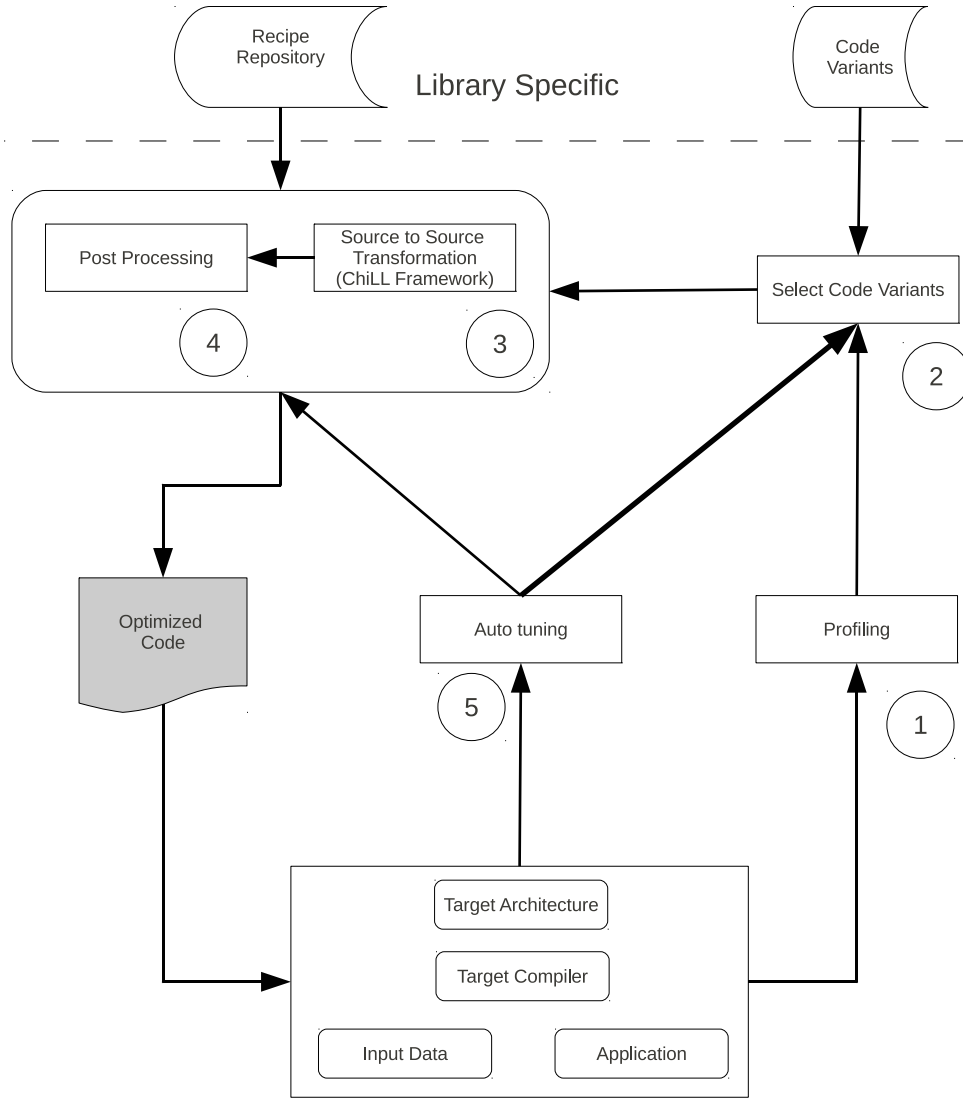 Recipe
Repository
Code
Variants
Library Specific
Post Processing
Source to Source
Transformation
(ChiLL Framework)
Select Code Variants
4
3
2
Optimized
Code
Auto tuning
Profiling
5
1
Target Architecture
Target Compiler
Input Data
Application